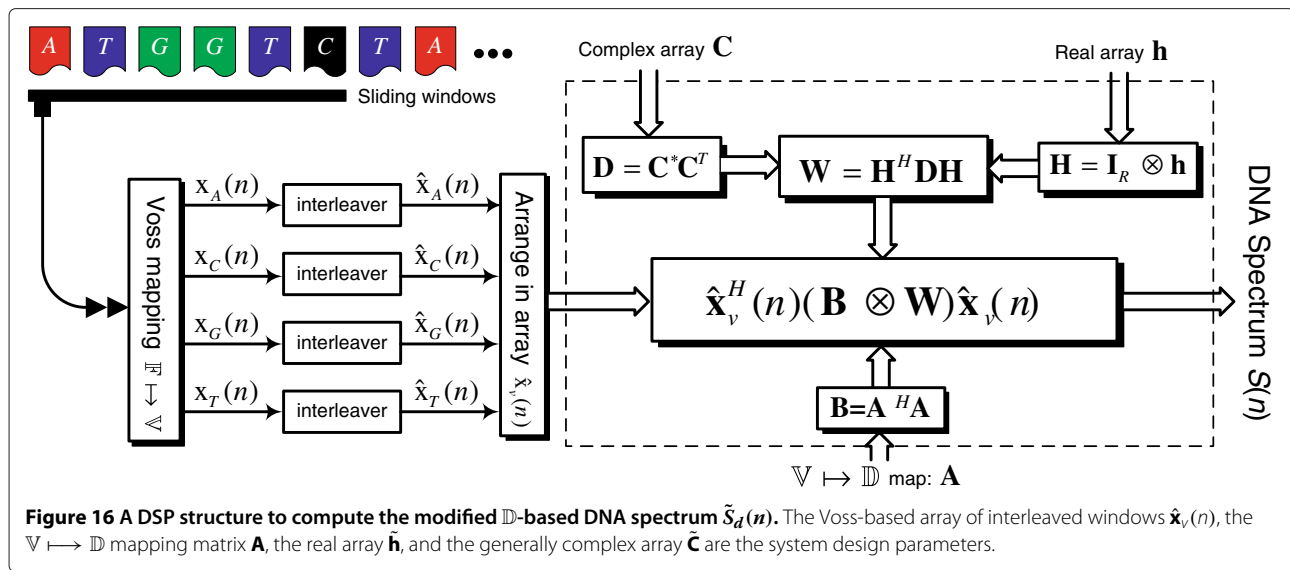 A T G G T C T A •••
Sliding windows
Voss mapping 𝔽 ↦ 𝕍
x_A(n) interleaver x̂_A(n)
x_C(n) interleaver x̂_C(n)
x_G(n) interleaver x̂_G(n)
x_T(n) interleaver x̂_T(n)
Arrange in array x̂_v(n)
Complex array C
Real array h
D = C*C^T
W = H^H DH
H = I_R ⊗ h
x̂_v^H(n)(B ⊗ W)x̂_v(n)
B=A^H A
𝕍 ↦ 𝔻 map: A
DNA Spectrum S(n)
Figure 16 A DSP structure to compute the modified 𝔻-based DNA spectrum S̃_d(n). The Voss-based array of interleaved windows x̂_v(n), the
𝕍 ⟼ 𝔻 mapping matrix A, the real array h̃, and the generally complex array C̃ are the system design parameters.